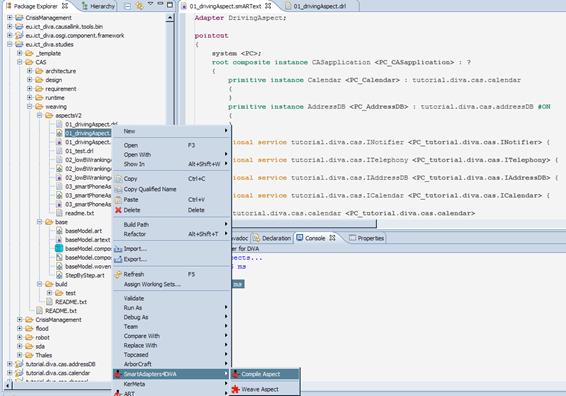 Package Explorer
Hierarchy
CrisisManagement
eu.ict_diva.causallink.tools.bin
eu.ict_diva.osgi.component.framework
eu.ict_diva.studies
_template
CAS
architecture
design
requirement
runtime
weaving
aspectsV2
01_drivingAspect.drl
01_drivingAspect.
01_drivingAspect.
01_test.drl
02_lowBWranking
02_lowBWranking
02_lowBWranking
03_smartPhoneAs
03_smartPhoneAs
03_smartPhoneAs
readme.txt
base
baseModel.art
baseModel.artext
baseModel.compo
baseModel.compo
baseModel.woven
StepByStep.art
build
test
README.txt
README.txt
CrisisManagement
flood
robot
sda
Thales
tutorial.diva.cas.addressDB
tutorial.diva.cas.calendar
New
Open F3
Open With
Show In Alt+Shift+W
Copy Ctrl+C
Copy Qualified Name
Paste Ctrl+V
Delete Delete
Build Path
Refactor Alt+Shift+T
Import...
Export...
Refresh F5
Assign Working Sets...
Validate
Run As
Debug As
Team
Compare With
Replace With
Topcased
ArborCraft
SmartAdapters4DiVA
KerMeta
ART
Compile Aspect
Weave Aspect
01_drivingAspect.smARText
01_drivingAspect.drl
Adapter DrivingAspect;
pointcut
{
system <PC>;
root composite instance CASapplication <PC_CASapplication> : ?
{
primitive instance Calendar <PC_Calendar> : tutorial.diva.cas.calendar
{
}
primitive instance AddressDB <PC_AddressDB> : tutorial.diva.cas.addressDB #ON
{
}
ional service tutorial.diva.cas.INotifier <PC_tutorial.diva.cas.INotifier> {
ional service tutorial.diva.cas.ITelephony <PC_tutorial.diva.cas.ITelephony> {
ional service tutorial.diva.cas.IAddressDB <PC_tutorial.diva.cas.IAddressDB> {
ional service tutorial.diva.cas.ICalendar <PC_tutorial.diva.cas.ICalendar> {
tutorial.diva.cas.calendar <PC_tutorial.diva.cas.calendar>
avadoc
Declaration
Console
Properties
er for DiVA
pects...
ms
ms